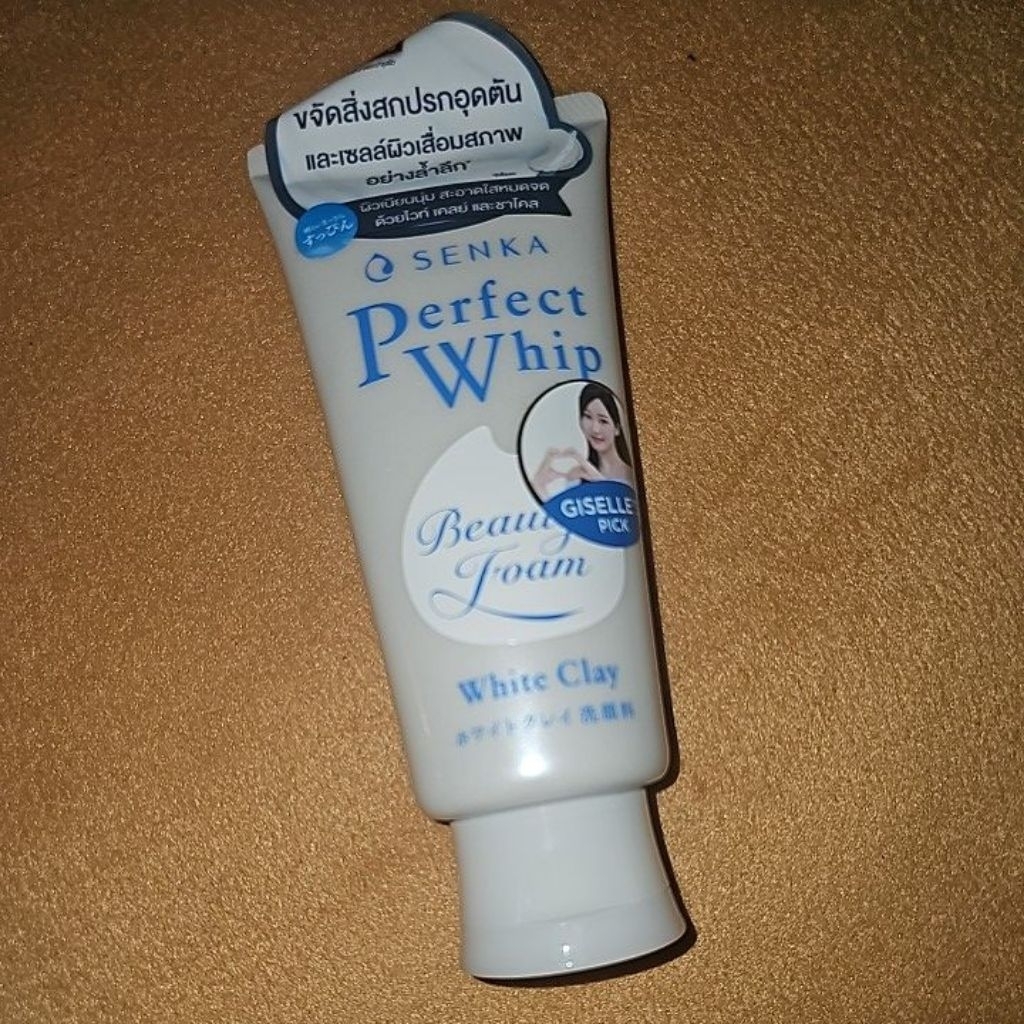 ขจัดสิ่งสกปรกอุดตัน
และเซลล์ผิวเสื่อมสภาพ
อย่างล้ำลึก*
ผิวเนียนนุ่ม สะอาดใสหมดจด
ด้วยไวท์ เคลย์ และชาโคล
すっぴん
SENKA
Perfect
Whip
GISELLE
PICK
Beauty
Foam
White Clay
ホワイトクレイ 洗顔料